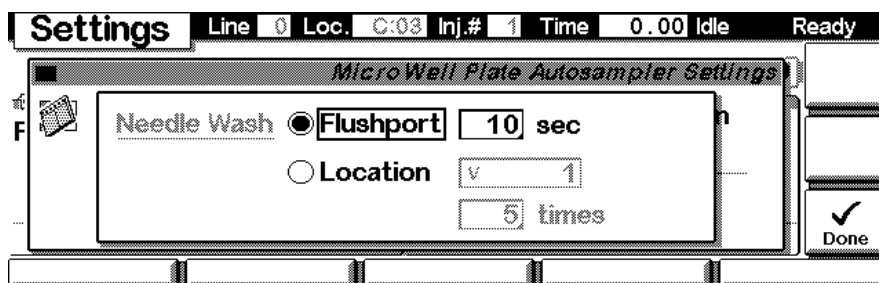 Settings Line 0 Loc. C:03 Inj.# 1 Time 0.00 Idle Ready
MicroWell Plate Autosampler Settings
F
Needle Wash Flushport 10 sec
Location v 1
5 times
Done